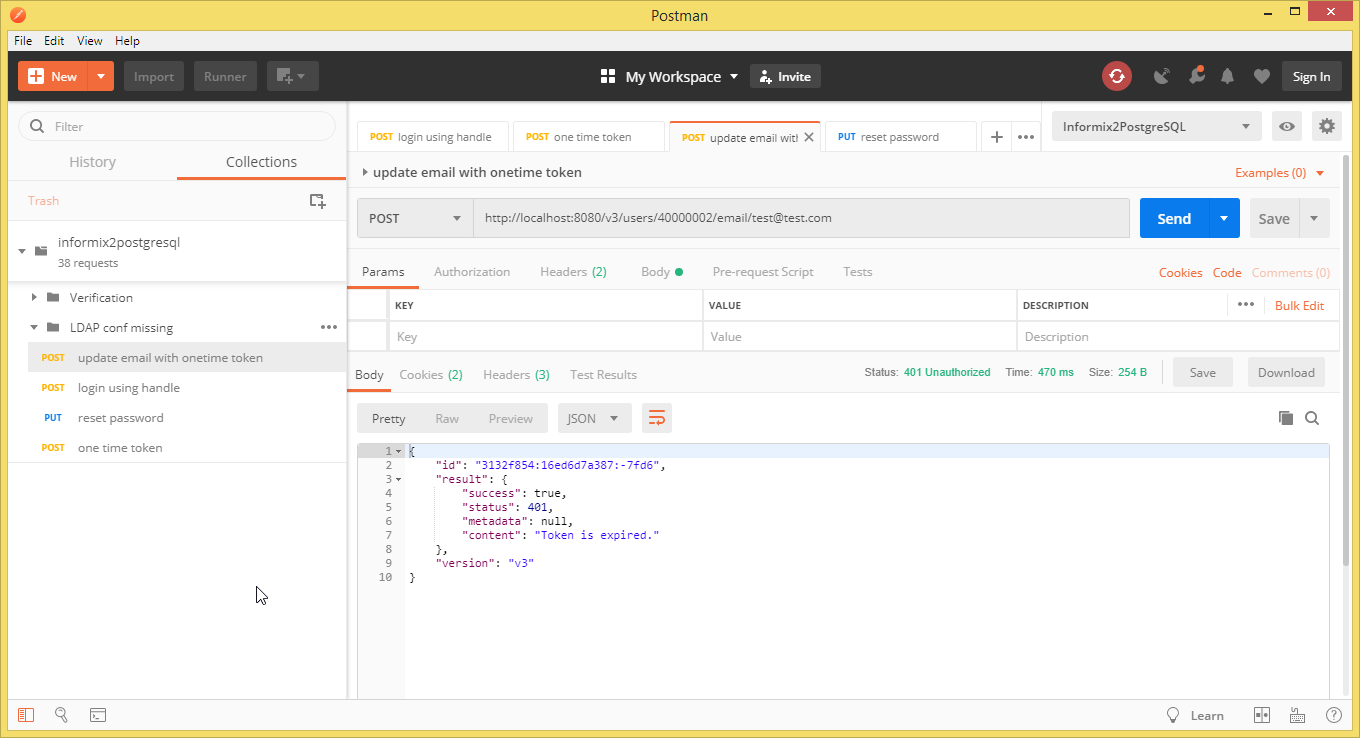 Postman
File Edit View Help
New Import Runner My Workspace Invite Sign In
Filter
History Collections
Trash
informix2postgresql
38 requests
Verification
LDAP conf missing
POST update email with onetime token
POST login using handle
PUT reset password
POST one time token
POST login using handle POST one time token POST update email with PUT reset password
Informix2PostgreSQL
update email with onetime token Examples (0)
POST http://localhost:8080/v3/users/40000002/email/test@test.com Send Save
Params Authorization Headers (2) Body Pre-request Script Tests Cookies Code Comments (0)
KEY VALUE DESCRIPTION Bulk Edit
Key Value Description
Body Cookies (2) Headers (3) Test Results Status: 401 Unauthorized Time: 470 ms Size: 254 B Save Download
Pretty Raw Preview JSON
1 {
2 "id": "3132f854:16ed6d7a387:-7fd6",
3 "result": {
4 "success": true,
5 "status": 401,
6 "metadata": null,
7 "content": "Token is expired."
8 },
9 "version": "v3"
10 }
Learn